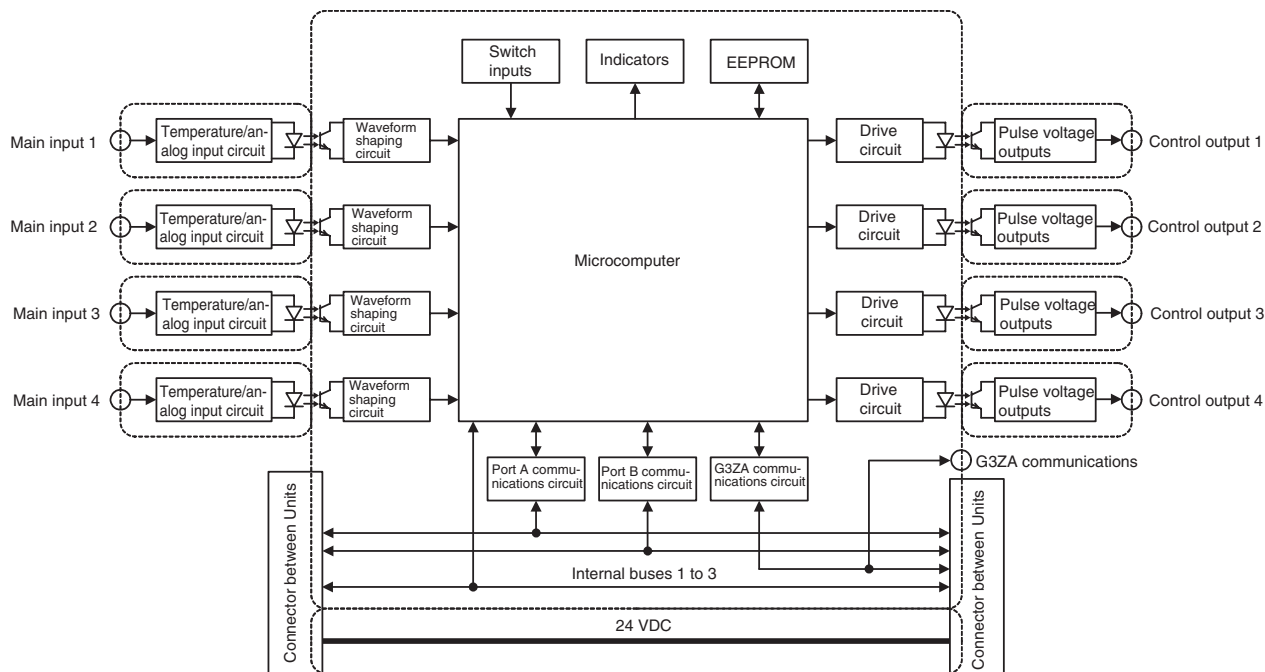 Switch
inputs
Indicators
EEPROM
Main input 1
Temperature/an-
alog input circuit
Waveform
shaping
circuit
Drive
circuit
Pulse voltage
outputs
Control output 1
Main input 2
Temperature/an-
alog input circuit
Waveform
shaping
circuit
Drive
circuit
Pulse voltage
outputs
Control output 2
Microcomputer
Main input 3
Temperature/an-
alog input circuit
Waveform
shaping
circuit
Drive
circuit
Pulse voltage
outputs
Control output 3
Main input 4
Temperature/an-
alog input circuit
Waveform
shaping
circuit
Drive
circuit
Pulse voltage
outputs
Control output 4
Port A commu-
nications circuit
Port B commu-
nications circuit
G3ZA commu-
nications circuit
G3ZA communications
Connector between Units
Internal buses 1 to 3
Connector between Units
24 VDC